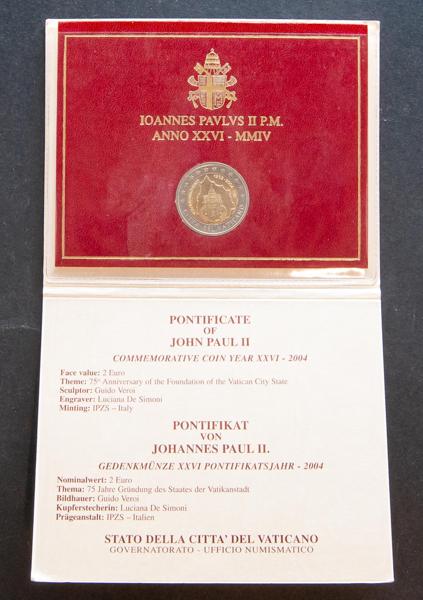 IOANNES PAVLVS II P.M.
ANNO XXVI - MMIV
PONTIFICATE
OF
JOHN PAUL II
COMMEMORATIVE COIN YEAR XXVI - 2004
Face value: 2 Euro
Theme: 75° Anniversary of the Foundation of the Vatican City State
Sculptor: Guido Veroi
Engraver: Luciana De Simoni
Minting: IPZS – Italy
PONTIFIKAT
VON
JOHANNES PAUL II.
GEDENKMÜNZE XXVI PONTIFIKATSJAHR - 2004
Nominalwert: 2 Euro
Thema: 75 Jahre Gründung des Staates der Vatikanstadt
Bildhauer: Guido Veroi
Kupferstecherin: Luciana De Simoni
Prägeanstalt: IPZS – Italien
STATO DELLA CITTA' DEL VATICANO
GOVERNATORATO - UFFICIO NUMISMATICO